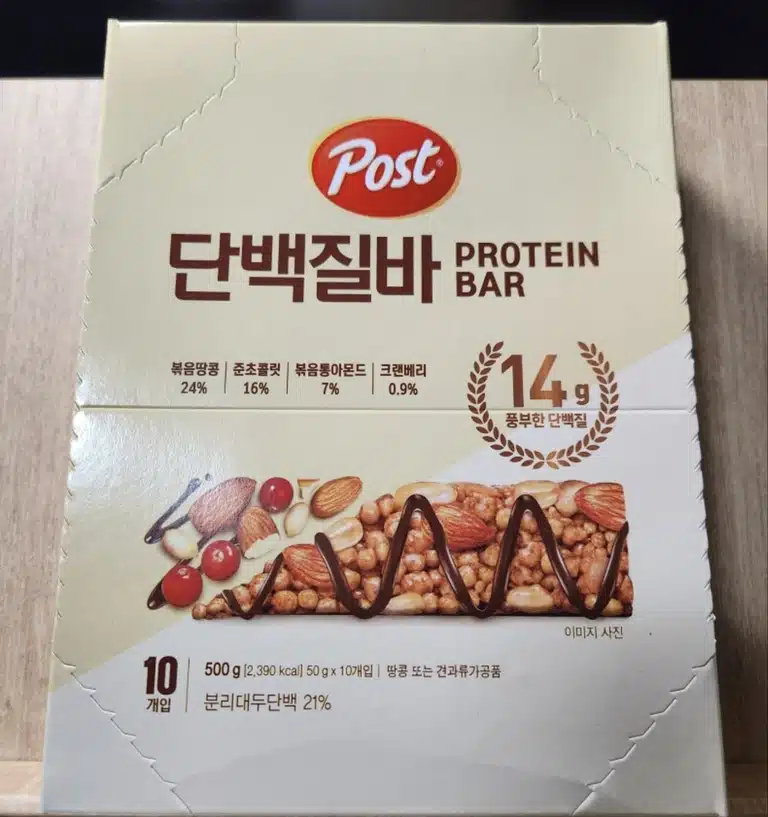 Post®
단백질바 PROTEIN BAR
볶음땅콩 24% | 준초콜릿 16% | 볶음통아몬드 7% | 크랜베리 0.9%
14g
풍부한 단백질
이미지 사진
10개입
500 g [2,390 kcal] 50 g x 10개입 | 땅콩 또는 견과류가공품
분리대두단백 21%